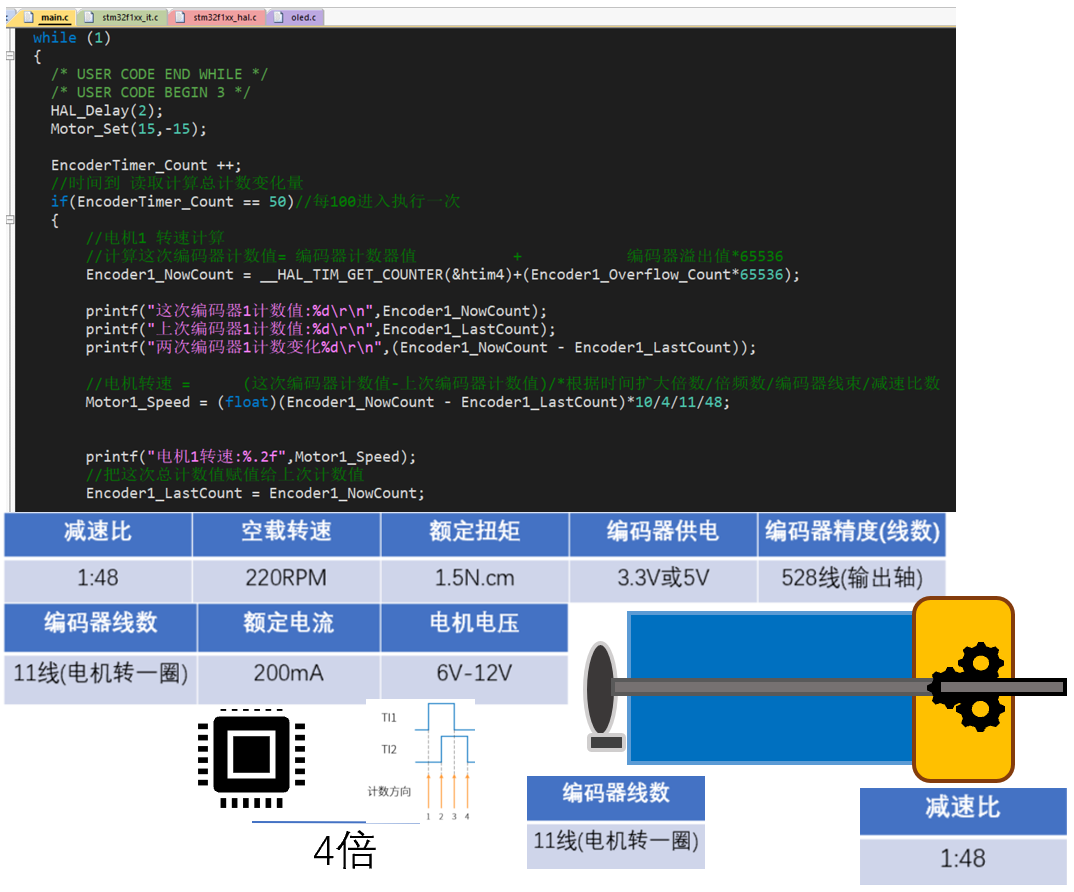 main.c stm32f1xx_it.c stm32f1xx_hal.c oled.c
while (1)
{
/* USER CODE END WHILE */
/* USER CODE BEGIN 3 */
HAL_Delay(2);
Motor_Set(15,-15);
EncoderTimer_Count ++;
//时间到 读取计算总计数变化量
if(EncoderTimer_Count == 50)//每100进入执行一次
{
//电机1 转速计算
//计算这次编码器计数值= 编码器计数器值 + 编码器溢出值*65536
Encoder1_NowCount = __HAL_TIM_GET_COUNTER(&htim4)+(Encoder1_Overflow_Count*65536);
printf("这次编码器1计数值:%d\r\n",Encoder1_NowCount);
printf("上次编码器1计数值:%d\r\n",Encoder1_LastCount);
printf("两次编码器1计数变化%d\r\n",(Encoder1_NowCount - Encoder1_LastCount));
//电机转速 = (这次编码器计数值-上次编码器计数值)/*根据时间扩大倍数/倍频数/编码器线束/减速比数
Motor1_Speed = (float)(Encoder1_NowCount - Encoder1_LastCount)*10/4/11/48;
printf("电机1转速:%.2f",Motor1_Speed);
//把这次总计数值赋值给上次计数值
Encoder1_LastCount = Encoder1_NowCount;
减速比 空载转速 额定扭矩 编码器供电 编码器精度(线数)
1:48 220RPM 1.5N.cm 3.3V或5V 528线(输出轴)
编码器线数 额定电流 电机电压
11线(电机转一圈) 200mA 6V-12V
TI1
TI2
计数方向
1 2 3 4
4倍
编码器线数
11线(电机转一圈)
减速比
1:48